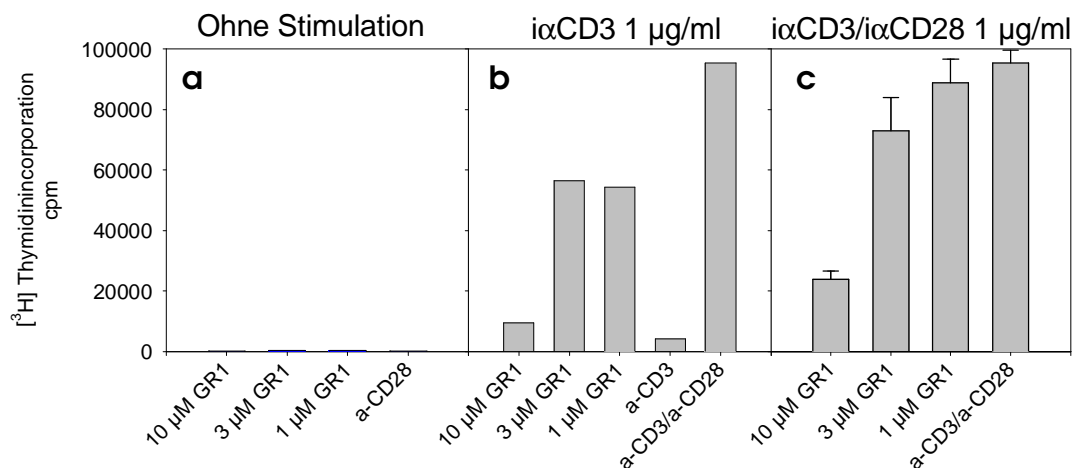 Ohne Stimulation
iαCD3 1 µg/ml
iαCD3/iαCD28 1 µg/ml
[³H] Thymidinincorporation
cpm
100000
80000
60000
40000
20000
0
a
b
c
10 µM GR1
3 µM GR1
1 µM GR1
a-CD28
10 µM GR1
3 µM GR1
1 µM GR1
a-CD3
a-CD3/a-CD28
10 µM GR1
3 µM GR1
1 µM GR1
a-CD3/a-CD28